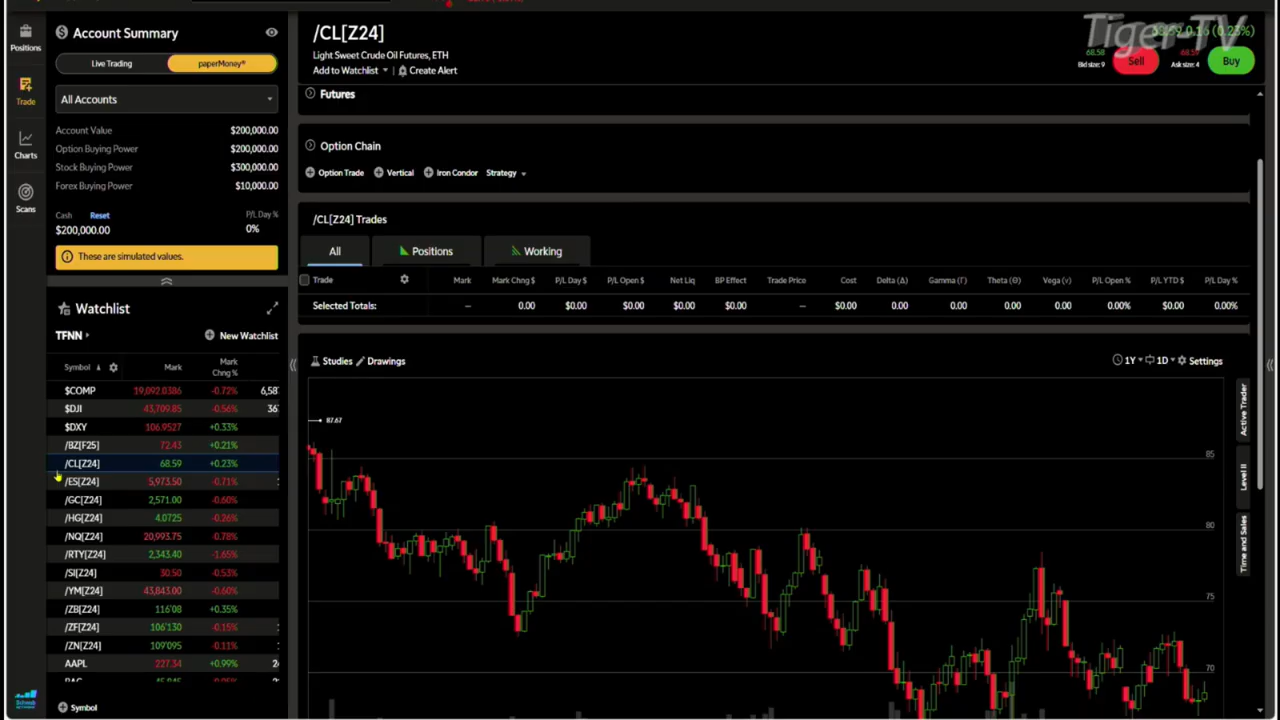 Positions
Trade
Charts
Scans
Account Summary
Live Trading
paperMoney®
All Accounts
Account Value $200,000.00
Option Buying Power $200,000.00
Stock Buying Power $300,000.00
Forex Buying Power $10,000.00
Cash Reset P/L Day %
$200,000.00 0%
These are simulated values.
Watchlist
TFNN
New Watchlist
Symbol Mark Mark Chng %
$COMP 19,092.0386 -0.72% 6,58
$DJI 43,709.85 -0.56% 36
$DXY 106.9527 +0.33%
/BZ[F25] 72.43 +0.21%
/CL[Z24] 68.59 +0.23%
/ES[Z24] 5,973.50 -0.71%
/GC[Z24] 2,571.00 -0.60%
/HG[Z24] 4.0725 -0.26%
/NQ[Z24] 20,993.75 -0.78%
/RTY[Z24] 2,343.40 -1.65%
/SI[Z24] 30.50 -0.53%
/YM[Z24] 43,843.00 -0.60%
/ZB[Z24] 116'08 +0.35%
/ZF[Z24] 106'130 -0.15%
/ZN[Z24] 109'095 -0.11%
AAPL 227.34 +0.99%
Symbol
/CL[Z24]
Light Sweet Crude Oil Futures, ETH
Add to Watchlist Create Alert
Tiger-TV
68.59 0.16 (0.23%)
68.58
Bid size: 9
Sell
68.59
Ask size: 4
Buy
Futures
Option Chain
Option Trade Vertical Iron Condor Strategy
/CL[Z24] Trades
All Positions Working
Trade Mark Mark Chng $ P/L Day $ P/L Open $ Net Liq BP Effect Trade Price Cost Delta (Δ) Gamma (Γ) Theta (Θ) Vega (ν) P/L Open % P/L YTD $ P/L Day %
Selected Totals: — 0.00 $0.00 $0.00 $0.00 $0.00 — $0.00 0.00 0.00 0.00 0.00 0.00% $0.00 0.00%
Studies Drawings
1Y 1D Settings
87.67
85
80
75
70
Active Trader
Level II
Time and Sales
Schwab